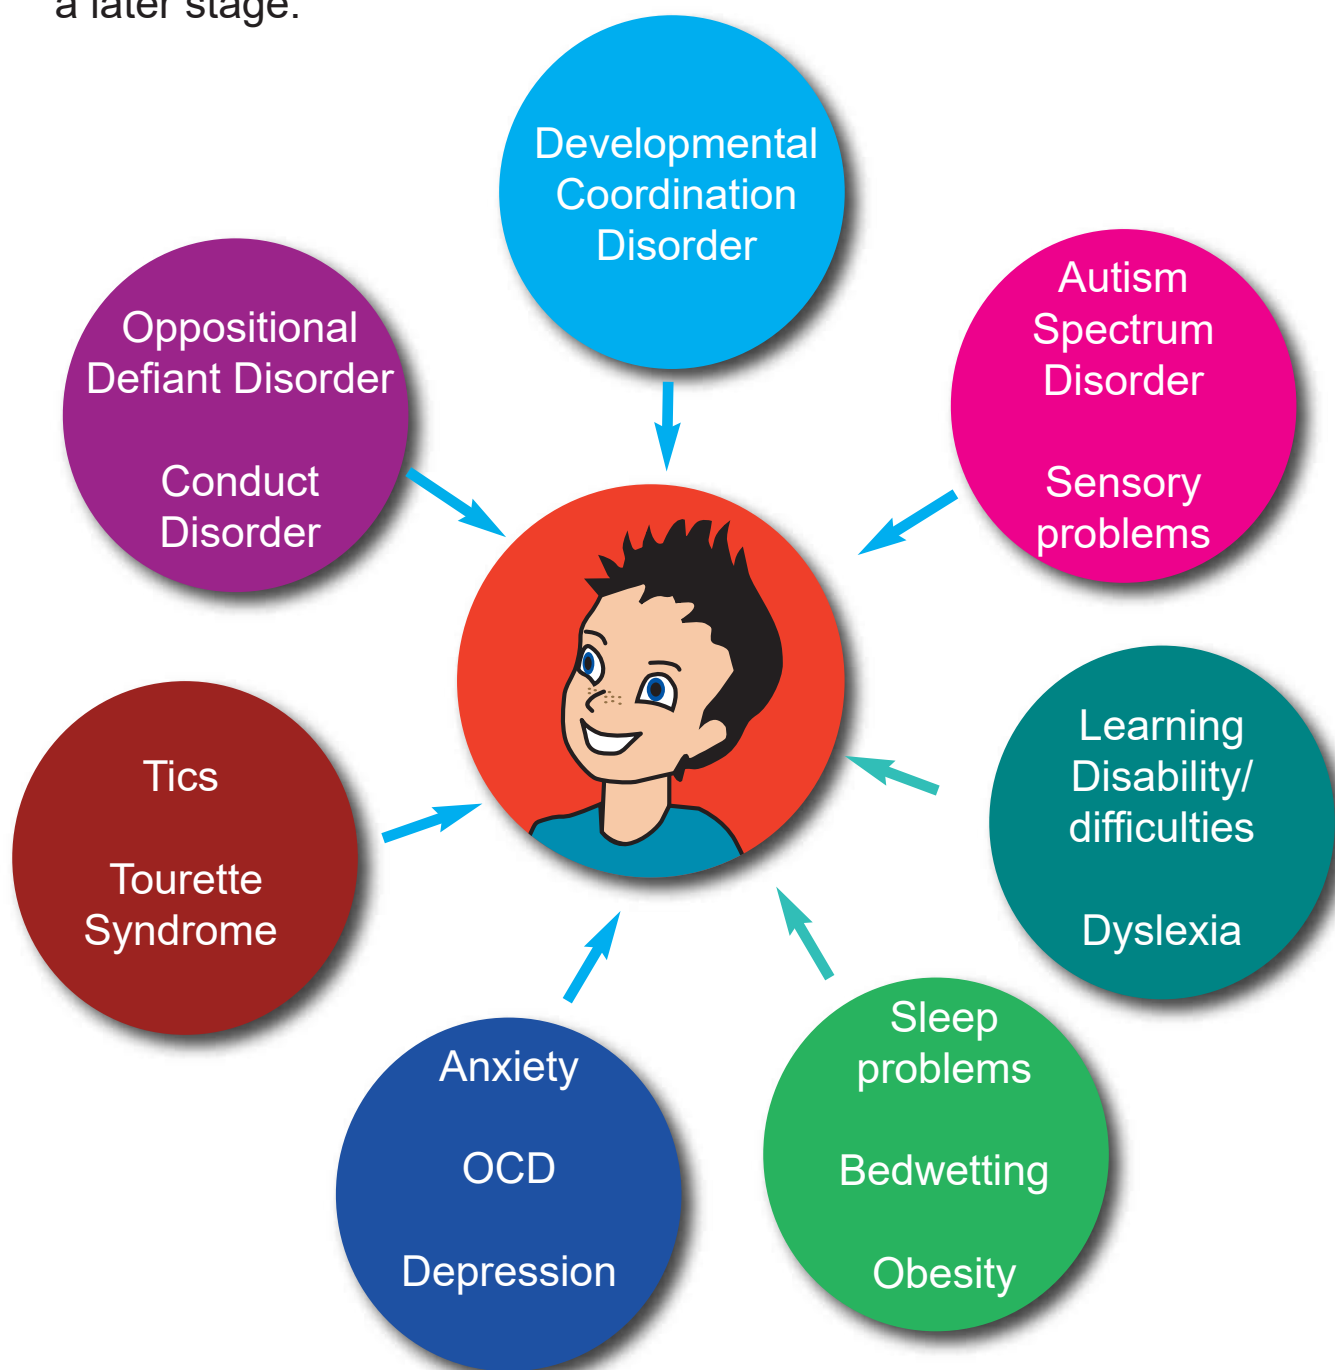 a later stage.
Developmental
Coordination
Disorder
Autism
Spectrum
Disorder
Sensory
problems
Oppositional
Defiant Disorder
Conduct
Disorder
Learning
Disability/
difficulties
Dyslexia
Tics
Tourette
Syndrome
Sleep
problems
Bedwetting
Obesity
Anxiety
OCD
Depression